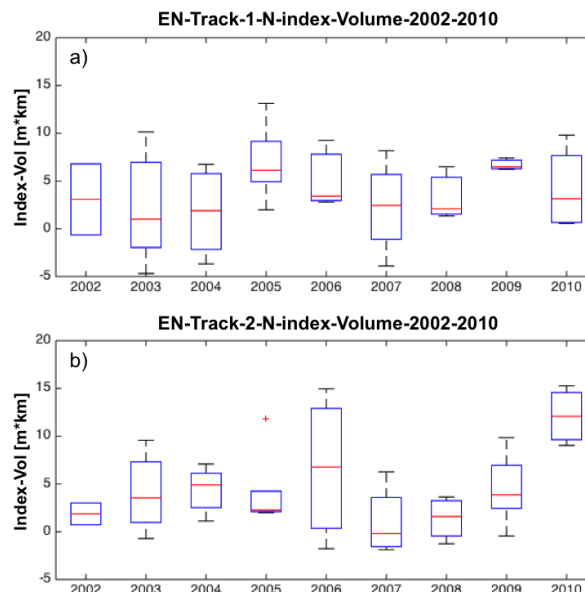 EN-Track-1-N-index-Volume-2002-2010
20
a)
15
10
5
0
-5
Index-Vol [m*km]
2002 2003 2004 2005 2006 2007 2008 2009 2010
EN-Track-2-N-index-Volume-2002-2010
20
b)
15
10
5
0
-5
Index-Vol [m*km]
2002 2003 2004 2005 2006 2007 2008 2009 2010